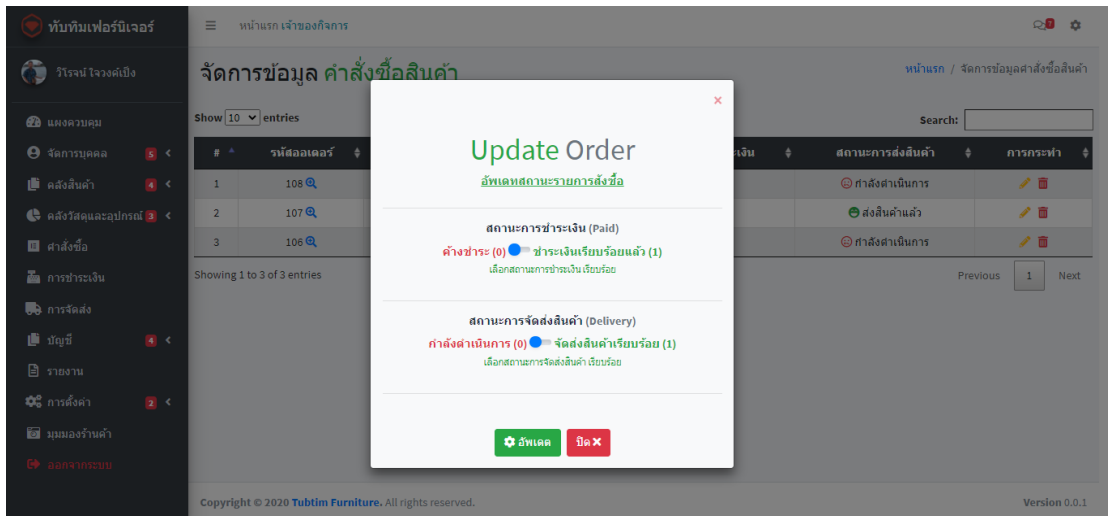 ทับทิมเฟอร์นิเจอร์
หน้าแรก เจ้าของกิจการ
วิโรจน์ ใจวงค์เป็ง
จัดการข้อมูล คำสั่งซื้อสินค้า
หน้าแรก / จัดการข้อมูลคำสั่งซื้อสินค้า
แผงควบคุม
จัดการบุคคล 5
คลังสินค้า 4
คลังวัสดุและอุปกรณ์ 3
คำสั่งซื้อ
การชำระเงิน
การจัดส่ง
บัญชี 4
รายงาน
การตั้งค่า 2
มุมมองร้านค้า
ออกจากระบบ
Show 10 entries
Search:
# รหัสออเดอร์ สถานะการส่งสินค้า การกระทำ
1 108 กำลังดำเนินการ
2 107 ส่งสินค้าแล้ว
3 106 กำลังดำเนินการ
Showing 1 to 3 of 3 entries
Previous 1 Next
×
Update Order
อัพเดทสถานะรายการสั่งซื้อ
สถานะการชำระเงิน (Paid)
ค้างชำระ (0) ชำระเงินเรียบร้อยแล้ว (1)
เลือกสถานะการชำระเงิน เรียบร้อย
สถานะการจัดส่งสินค้า (Delivery)
กำลังดำเนินการ (0) จัดส่งสินค้าเรียบร้อย (1)
เลือกสถานะการจัดส่งสินค้า เรียบร้อย
อัพเดต
ปิด
Copyright © 2020 Tubtim Furniture. All rights reserved.
Version 0.0.1